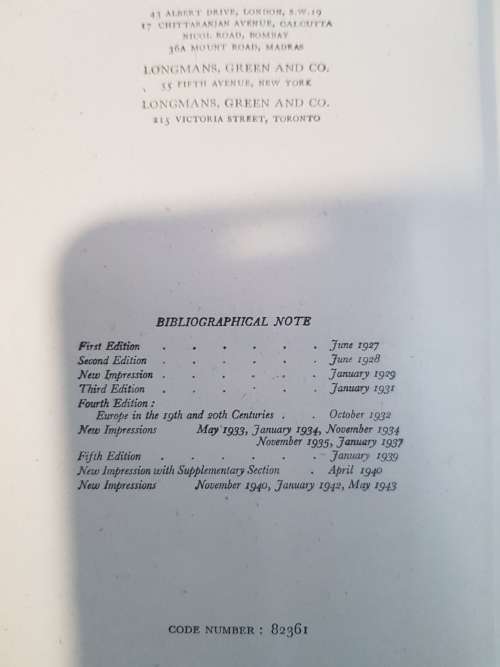 43 ALBERT DRIVE, LONDON, S.W.19
17 CHITTARANJAN AVENUE, CALCUTTA
NICOL ROAD, BOMBAY
36A MOUNT ROAD, MADRAS
LONGMANS, GREEN AND CO.
55 FIFTH AVENUE, NEW YORK
LONGMANS, GREEN AND CO.
215 VICTORIA STREET, TORONTO
BIBLIOGRAPHICAL NOTE
First Edition . . . . . . June 1927
Second Edition . . . . . . June 1928
New Impression . . . . . . January 1929
Third Edition . . . . . . January 1931
Fourth Edition :
Europe in the 19th and 20th Centuries . . October 1932
New Impressions May 1933, January 1934, November 1934
November 1935, January 1937
Fifth Edition . . . . . . January 1939
New Impression with Supplementary Section . April 1940
New Impressions November 1940, January 1942, May 1943
CODE NUMBER : 82361